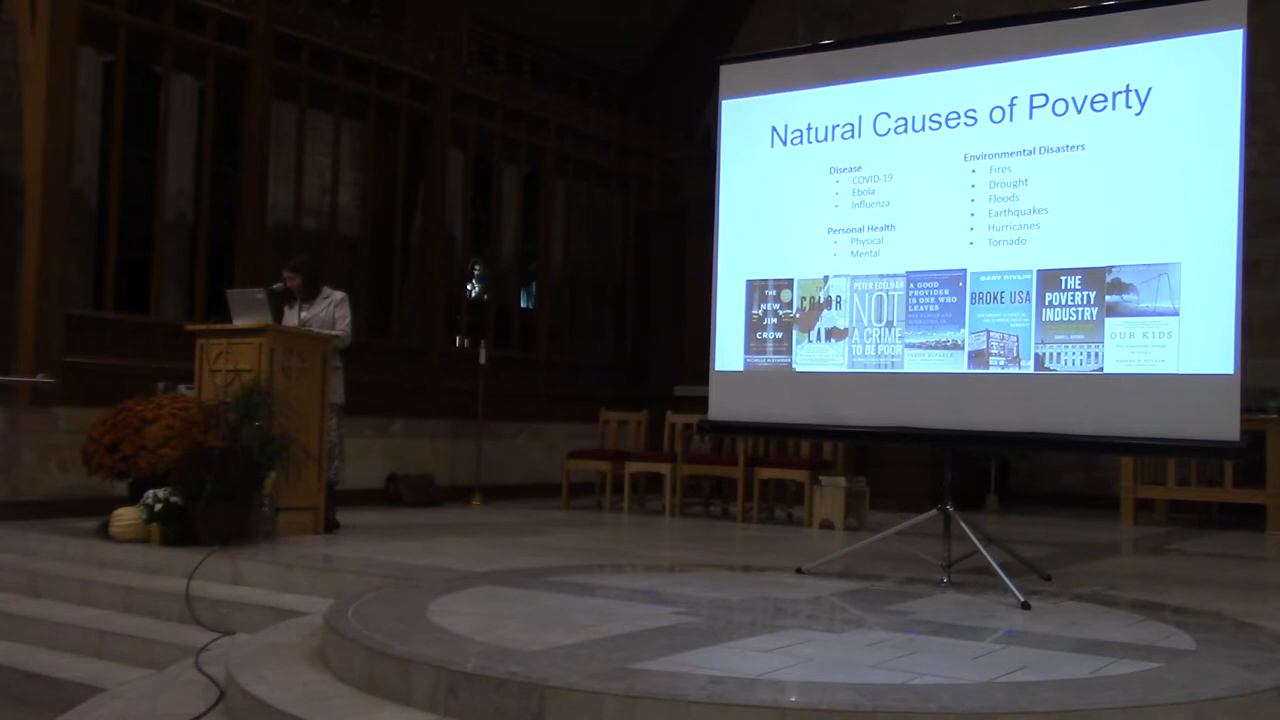 Natural Causes of Poverty
Disease
• COVID-19
• Ebola
• Influenza
Personal Health
• Physical
• Mental
Environmental Disasters
• Fires
• Drought
• Floods
• Earthquakes
• Hurricanes
• Tornado
THE
NEW
JIM
CROW
MICHELLE ALEXANDER
COLOR
LAW
PETER EDELMAN
NOT
A CRIME
TO BE POOR
A GOOD
PROVIDER
IS ONE WHO
LEAVES
JASON DEPARLE
GARY RIVLIN
BROKE USA
THE
POVERTY
INDUSTRY
OUR KIDS
ROBERT D. PUTNAM